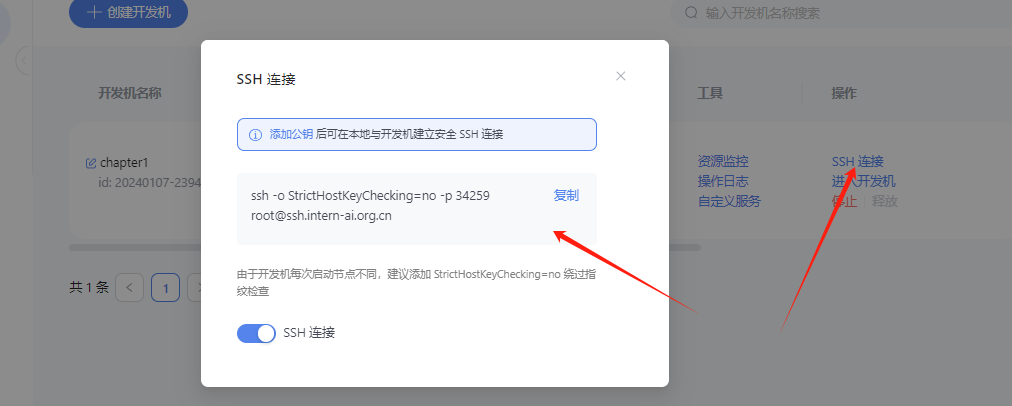 创建开发机
输入开发机名称搜索
SSH 连接
添加公钥 后可在本地与开发机建立安全 SSH 连接
ssh -o StrictHostKeyChecking=no -p 34259
root@ssh.intern-ai.org.cn
复制
由于开发机每次启动节点不同，建议添加 StrictHostKeyChecking=no 绕过指
纹检查
SSH 连接
开发机名称
工具
操作
chapter1
id: 20240107-2394
资源监控
操作日志
自定义服务
SSH 连接
进入开发机
停止
释放
共 1 条
1